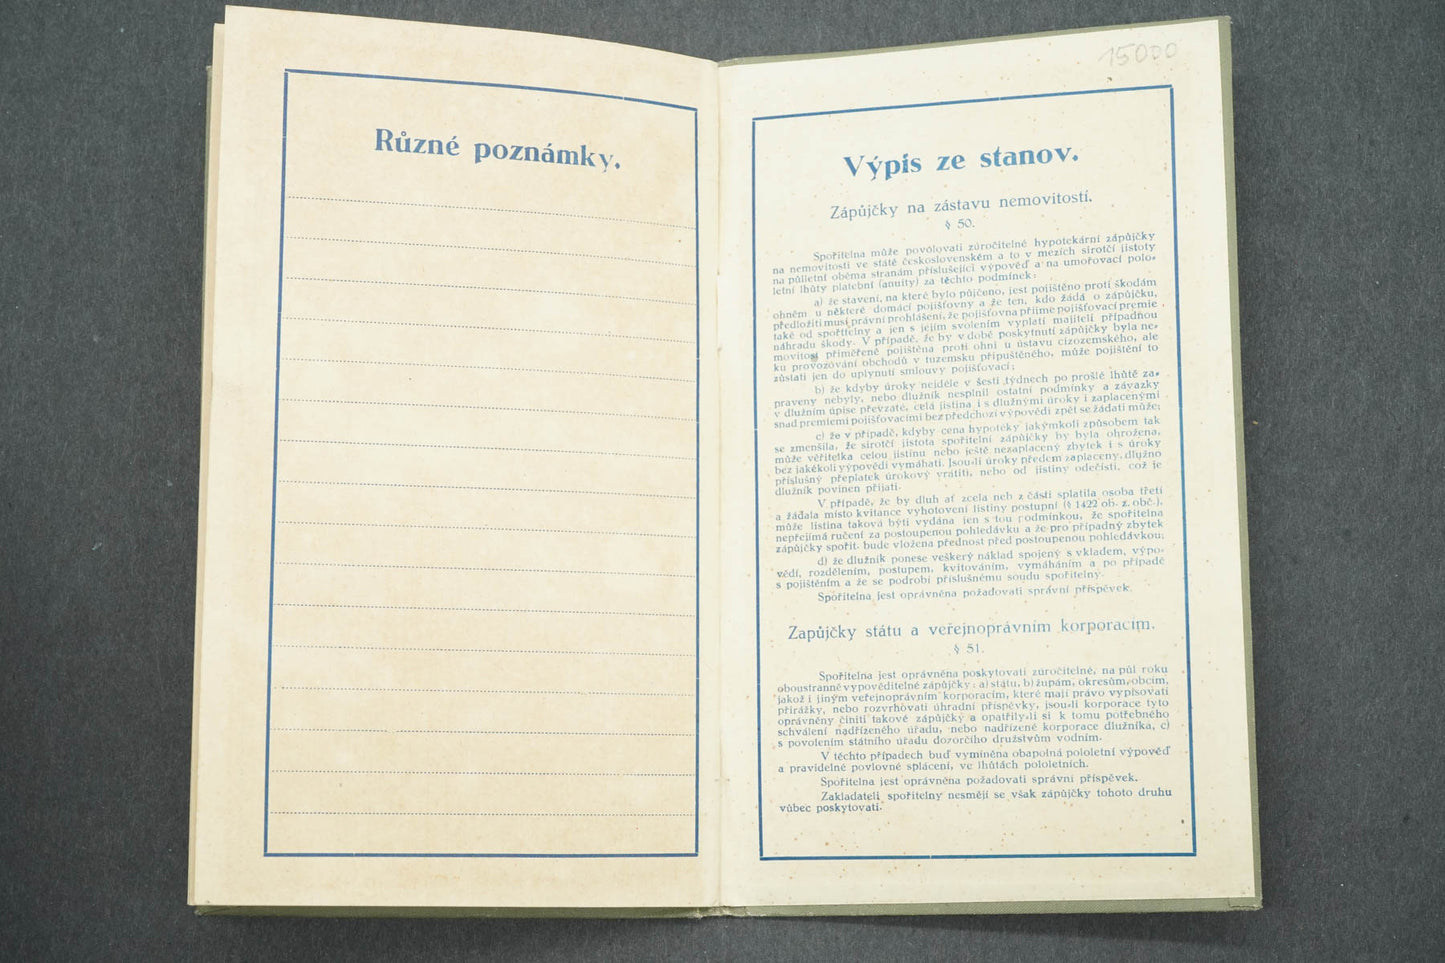 Různé poznámky.
15000
Výpis ze stanov.
Zápůjčky na zástavu nemovitostí.
§ 50.
Spořitelna může povolovati zúročitelné hypotekární zápůjčky
na nemovitosti ve státě československém a to v mezích sirotčí jistoty
na půlletní oběma stranám příslušející výpověď a na umořovací polo-
letní lhůty platební (anuity) za těchto podmínek:
a) že stavení, na které bylo půjčeno, jest pojištěno proti škodám
ohněm u některé domácí pojišťovny a že ten, kdo žádá o zápůjčku,
předložiti musí právní prohlášení, že pojišťovna přijme pojišťovací premie
také od spořitelny a jen s jejím svolením vyplatí majiteli případnou
náhradu škody. V případě, že by v době poskytnutí zápůjčky byla ne-
movitost přiměřeně pojištěna proti ohni u ústavu cizozemského, ale
ku provozování obchodů v tuzemsku připuštěného, může pojištění to
zůstati jen do uplynutí smlouvy pojišťovací;
b) že kdyby úroky nejdéle v šesti týdnech po prošlé lhůtě za-
praveny nebyly, nebo dlužník nesplnil ostatní podmínky a závazky
v dlužním úpise převzaté, celá jistina i s dlužnými úroky i zaplacenými
snad premiemi pojišťovacími bez předchozí výpovědi zpět se žádati může;
c) že v případě, kdyby cena hypotéky jakýmkoli způsobem tak
se zmenšila, že sirotčí jistota spořitelní zápůjčky by byla ohrožena,
může věřitelka celou jistinu nebo ještě nezaplacený zbytek i s úroky
bez jakékoli výpovědi vymáhati. Jsou-li úroky předem zaplaceny, dlužno
příslušný přeplatek úrokový vrátiti, nebo od jistiny odečísti, což je
dlužník povinen přijati.
V případě, že by dluh ať zcela neb z části splatila osoba třetí
a žádala místo kvitance vyhotovení listiny postupní (§ 1422 ob. z. obč.),
může listina taková býti vydána jen s tou podmínkou, že spořitelna
nepřejímá ručení za postoupenou pohledávku a že pro případný zbytek
zápůjčky spořit. bude vložena přednost před postoupenou pohledávkou;
d) že dlužník ponese veškerý náklad spojený s vkladem, výpo-
vědí, rozdělením, postupem, kvitováním, vymáháním a po případě
s pojištěním a že se podrobí příslušnému soudu spořitelny.
Spořitelna jest oprávněna požadovati správní příspěvek.
Zapůjčky státu a veřejnoprávním korporacím.
§ 51.
Spořitelna jest oprávněna poskytovati zúročitelné, na půl roku
oboustranně vypověditelné zápůjčky: a) státu, b) župám, okresům, obcím,
jakož i jiným veřejnoprávním korporacím, které mají právo vypisovati
přirážky, nebo rozvrhovati úhradní příspěvky, jsou-li korporace tyto
oprávněny činiti takové zápůjčky a opatřily-li si k tomu potřebného
schválení nadřízeného úřadu, nebo nadřízené korporace dlužníka, c)
s povolením státního úřadu dozorčího družstvům vodním.
V těchto případech buď vymíněna obapolná pololetní výpověď
a pravidelné povlovné splácení, ve lhůtách pololetních.
Spořitelna jest oprávněna požadovati správní příspěvek.
Zakladateli spořitelny nesmějí se však zápůjčky tohoto druhu
vůbec poskytovati.